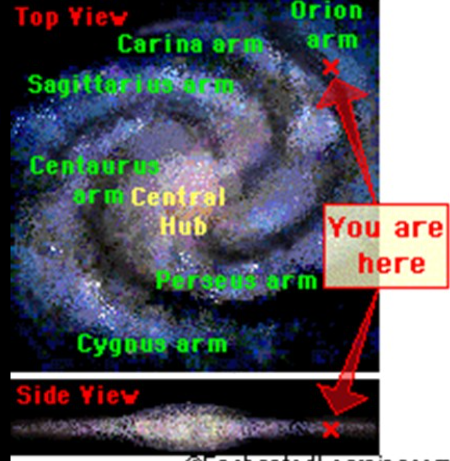 Top View
Orion
arm
Carina arm
Sagittarius arm
Centaurus
arm
Central
Hub
You are
here
Perseus arm
Cygnus arm
Side View